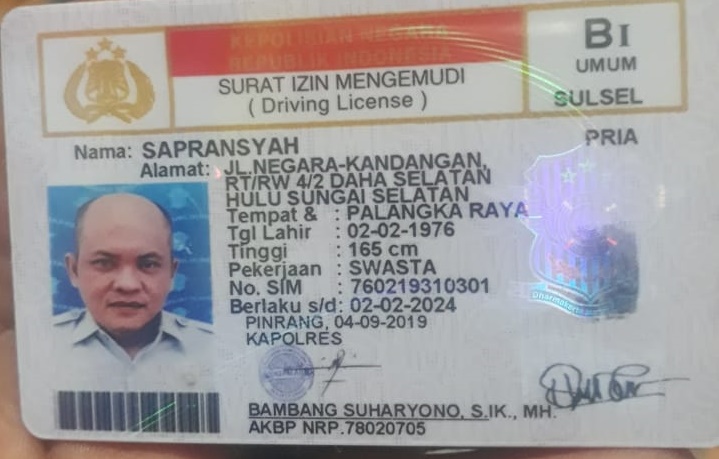 KEPOLISIAN NEGARA
REPUBLIK INDONESIA
SURAT IZIN MENGEMUDI
( Driving License )
BI
UMUM
SULSEL
PRIA
Nama: SAPRANSYAH
Alamat: JL.NEGARA-KANDANGAN,
RT/RW 4/2 DAHA SELATAN
HULU SUNGAI SELATAN
Tempat & : PALANGKA RAYA
Tgl Lahir : 02-02-1976
Tinggi : 165 cm
Pekerjaan : SWASTA
No. SIM : 760219310301
Berlaku s/d: 02-02-2024
PINRANG, 04-09-2019
KAPOLRES
BAMBANG SUHARYONO, S.IK., MH.
AKBP NRP.78020705